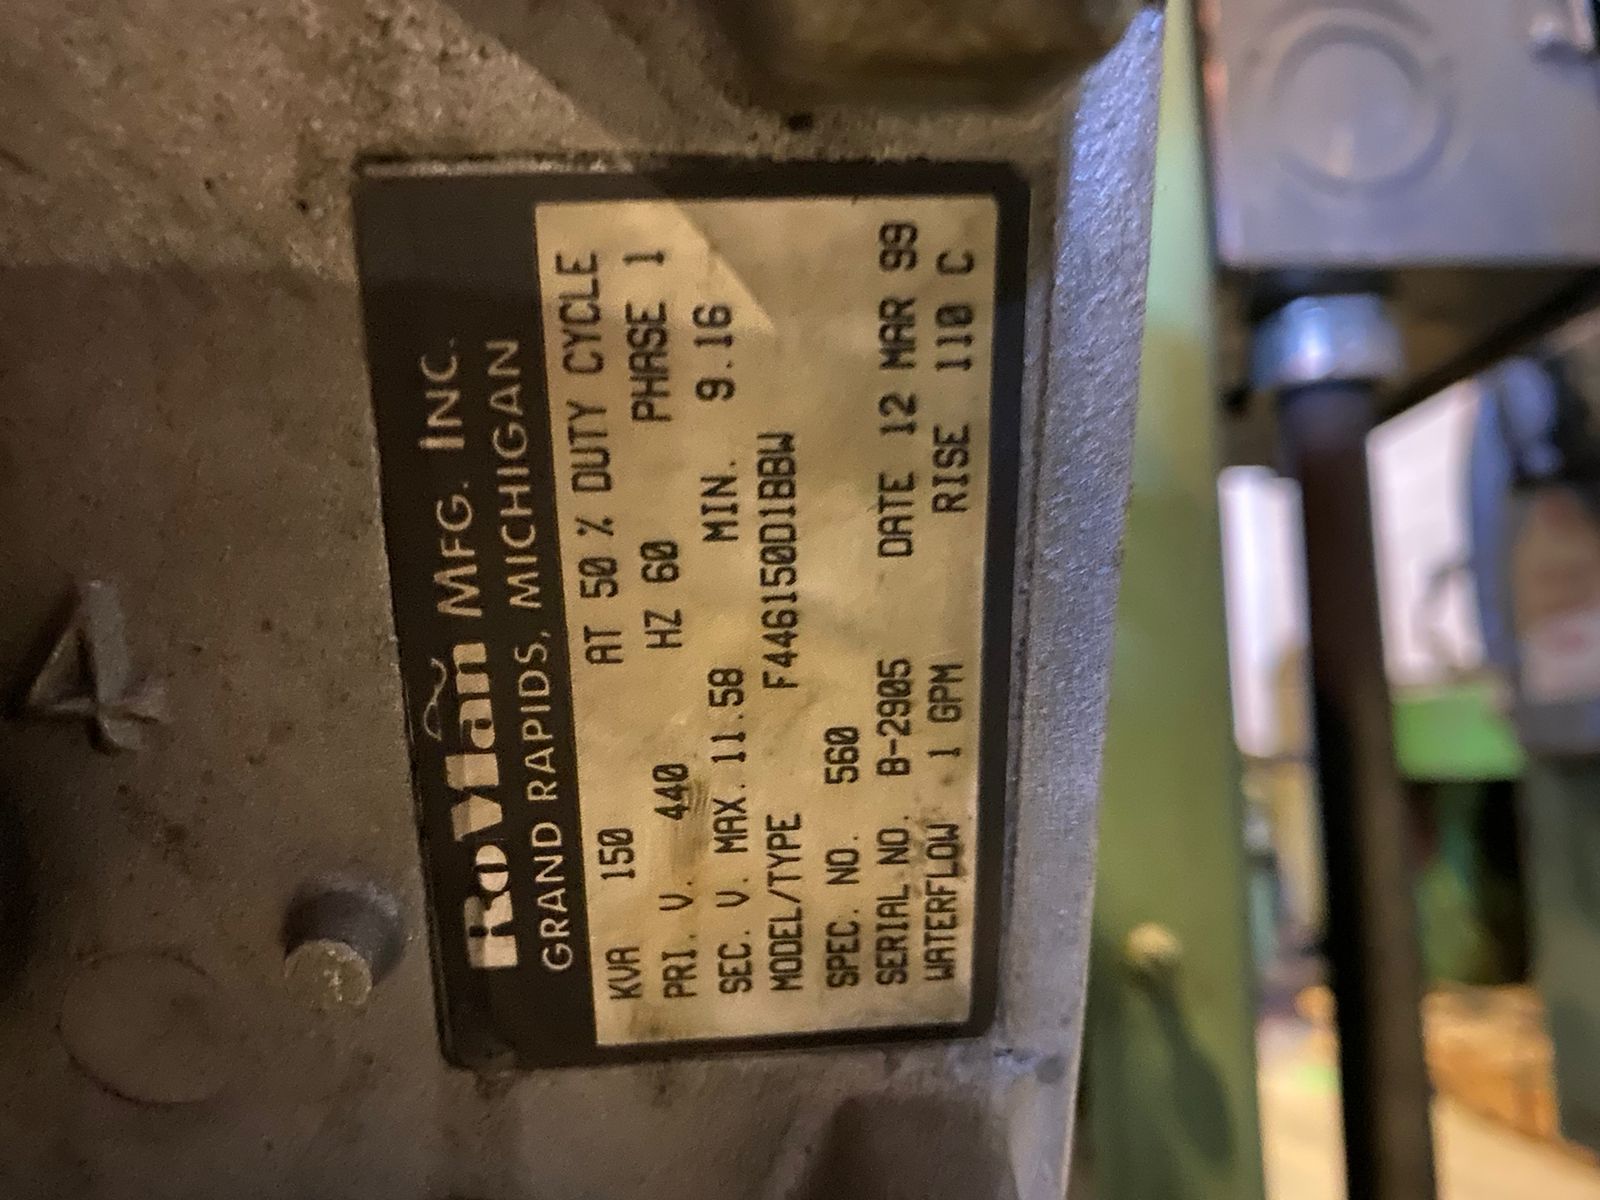 RoMan MFG. INC.
GRAND RAPIDS, MICHIGAN
KVA 150 AT 50 % DUTY CYCLE
PRI. V. 440 HZ 60 PHASE 1
SEC. V. MAX. 11.58 MIN. 9.16
MODEL/TYPE F446150D1BBW
SPEC. NO. 560
SERIAL NO. B-2905 DATE 12 MAR 99
WATERFLOW 1 GPM RISE 110 C
4